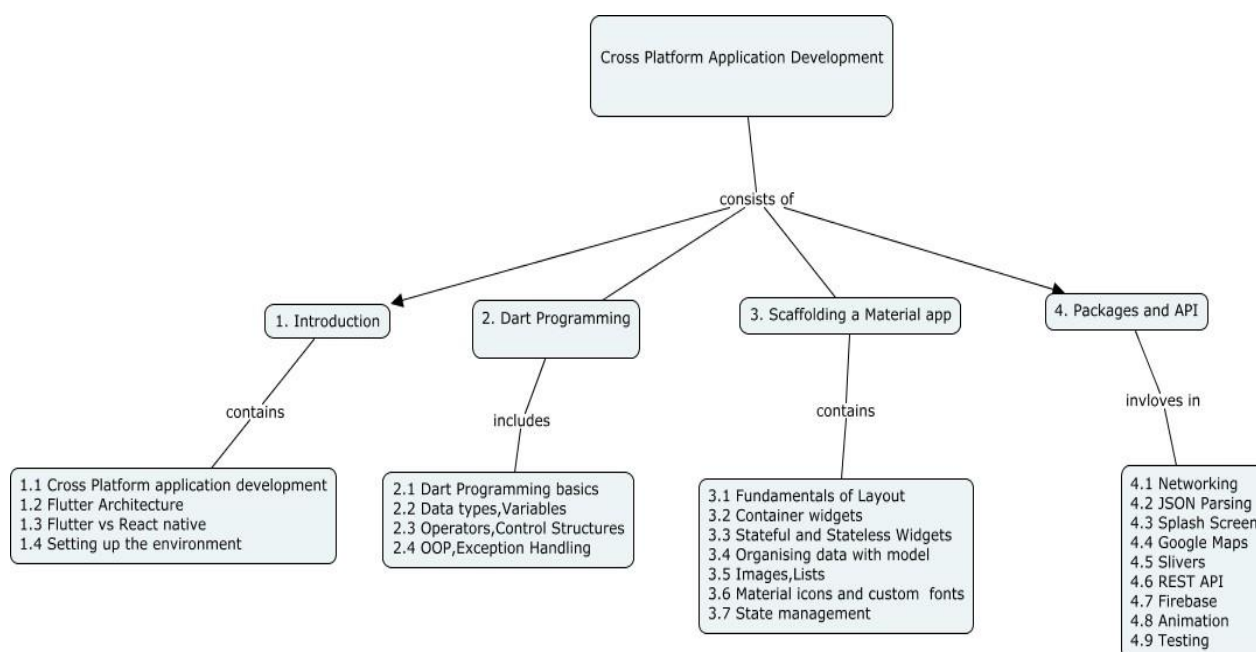 Cross Platform Application Development
consists of
1. Introduction
2. Dart Programming
3. Scaffolding a Material app
4. Packages and API
contains
includes
contains
invloves in
1.1 Cross Platform application development
1.2 Flutter Architecture
1.3 Flutter vs React native
1.4 Setting up the environment
2.1 Dart Programming basics
2.2 Data types,Variables
2.3 Operators,Control Structures
2.4 OOP,Exception Handling
3.1 Fundamentals of Layout
3.2 Container widgets
3.3 Stateful and Stateless Widgets
3.4 Organising data with model
3.5 Images,Lists
3.6 Material icons and custom  fonts
3.7 State management
4.1 Networking
4.2 JSON Parsing
4.3 Splash Screen
4.4 Google Maps
4.5 Slivers
4.6 REST API
4.7 Firebase
4.8 Animation
4.9 Testing